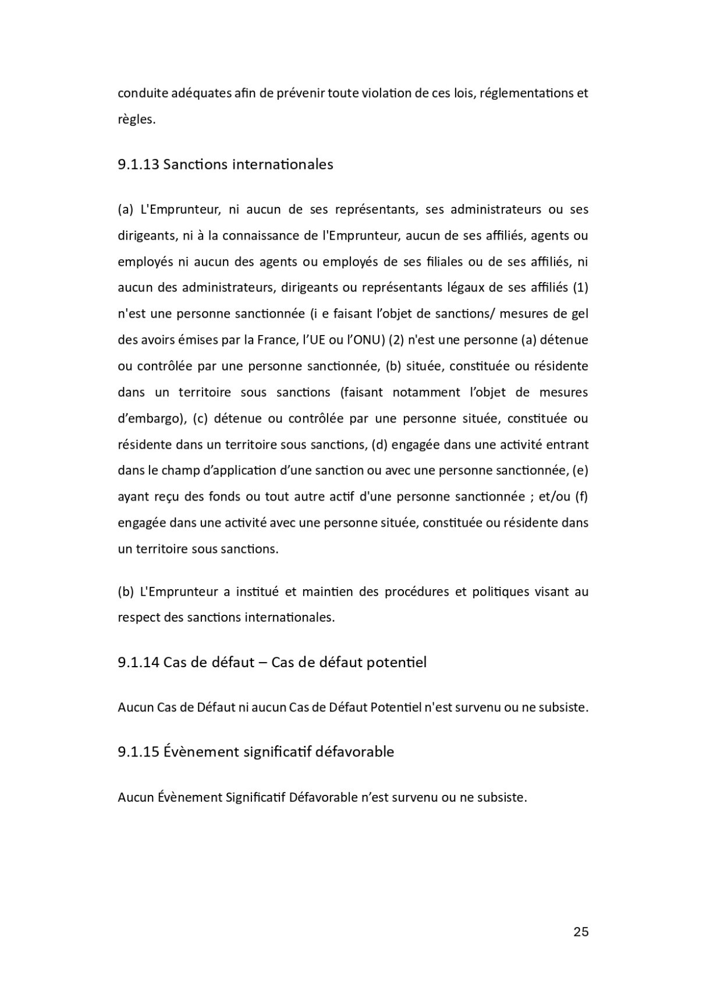 conduite adéquates afin de prévenir toute violation de ces lois, réglementations et
règles.
9.1.13 Sanctions internationales
(a) L'Emprunteur, ni aucun de ses représentants, ses administrateurs ou ses
dirigeants, ni à la connaissance de l'Emprunteur, aucun de ses affiliés, agents ou
employés ni aucun des agents ou employés de ses filiales ou de ses affiliés, ni
aucun des administrateurs, dirigeants ou représentants légaux de ses affiliés (1)
n'est une personne sanctionnée (i e faisant l’objet de sanctions/ mesures de gel
des avoirs émises par la France, l’UE ou l’ONU) (2) n'est une personne (a) détenue
ou contrôlée par une personne sanctionnée, (b) située, constituée ou résidente
dans un territoire sous sanctions (faisant notamment l’objet de mesures
d’embargo), (c) détenue ou contrôlée par une personne située, constituée ou
résidente dans un territoire sous sanctions, (d) engagée dans une activité entrant
dans le champ d’application d’une sanction ou avec une personne sanctionnée, (e)
ayant reçu des fonds ou tout autre actif d'une personne sanctionnée ; et/ou (f)
engagée dans une activité avec une personne située, constituée ou résidente dans
un territoire sous sanctions.
(b) L'Emprunteur a institué et maintien des procédures et politiques visant au
respect des sanctions internationales.
9.1.14 Cas de défaut – Cas de défaut potentiel
Aucun Cas de Défaut ni aucun Cas de Défaut Potentiel n'est survenu ou ne subsiste.
9.1.15 Évènement significatif défavorable
Aucun Évènement Significatif Défavorable n’est survenu ou ne subsiste.
25